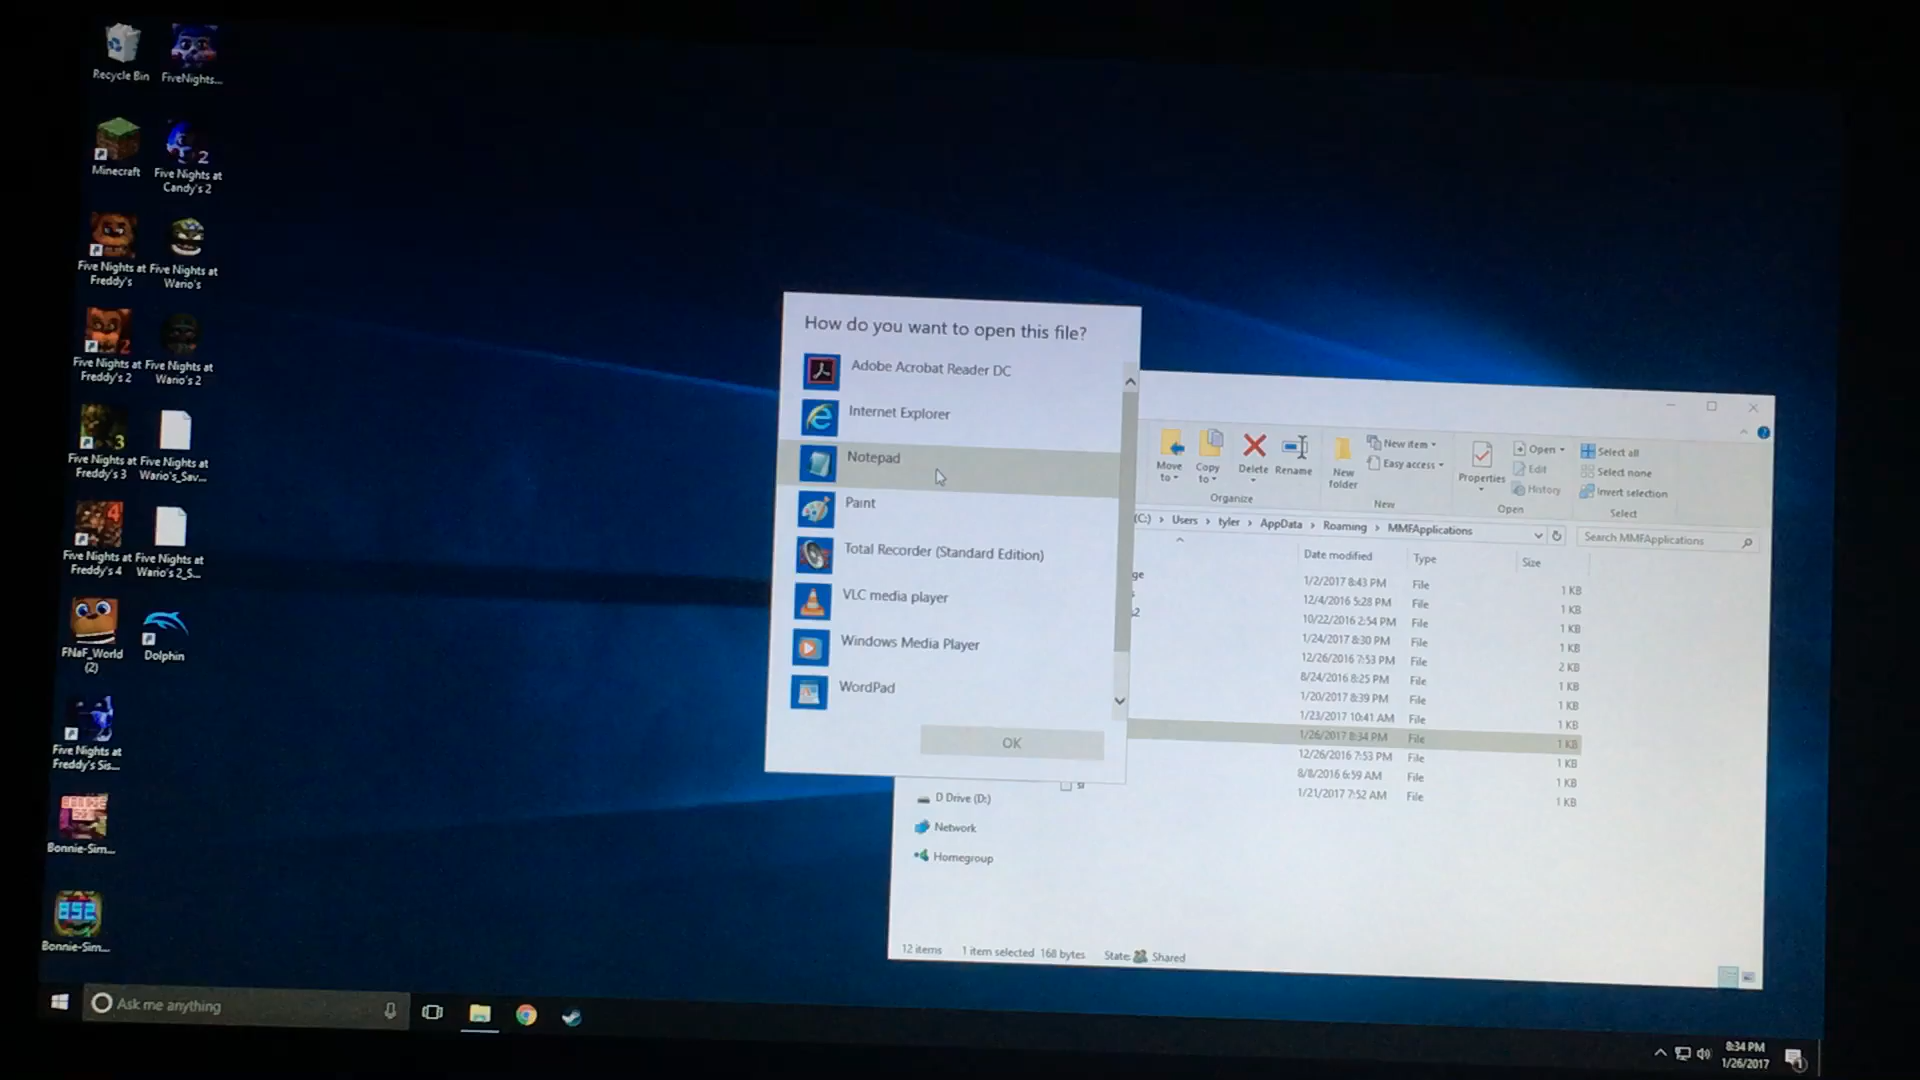 Recycle Bin
FiveNights...
Minecraft
Five Nights at
Candy's 2
Five Nights at
Freddy's
Five Nights at
Wario's
Five Nights at
Freddy's 2
Five Nights at
Wario's 2
Five Nights at
Freddy's 3
Five Nights at
Wario's_Sav...
Five Nights at
Freddy's 4
Five Nights at
Wario's 2_S...
FNaF_World
(2)
Dolphin
Five Nights at
Freddy's Sis...
Bonnie-Sim...
Bonnie-Sim...
How do you want to open this file?
Adobe Acrobat Reader DC
Internet Explorer
Notepad
Paint
Total Recorder (Standard Edition)
VLC media player
Windows Media Player
WordPad
OK
Move
to
Copy
to
Delete
Rename
Organize
New
folder
New item
Easy access
New
Properties
Open
Edit
History
Open
Select all
Select none
Invert selection
Select
(C:) > Users > tyler > AppData > Roaming > MMFApplications
Search MMFApplications
Date modified Type Size
ge 1/2/2017 8:43 PM File 1 KB
s 12/4/2016 5:28 PM File 1 KB
s2 10/22/2016 2:54 PM File 1 KB
1/24/2017 8:30 PM File 1 KB
12/26/2016 7:53 PM File 2 KB
8/24/2016 8:25 PM File 1 KB
1/20/2017 8:39 PM File 1 KB
1/23/2017 10:41 AM File 1 KB
1/26/2017 8:34 PM File 1 KB
12/26/2016 7:53 PM File 1 KB
8/8/2016 6:59 AM File 1 KB
sl 1/21/2017 7:52 AM File 1 KB
D Drive (D:)
Network
Homegroup
12 items 1 item selected 168 bytes State: Shared
Ask me anything
8:34 PM
1/26/2017